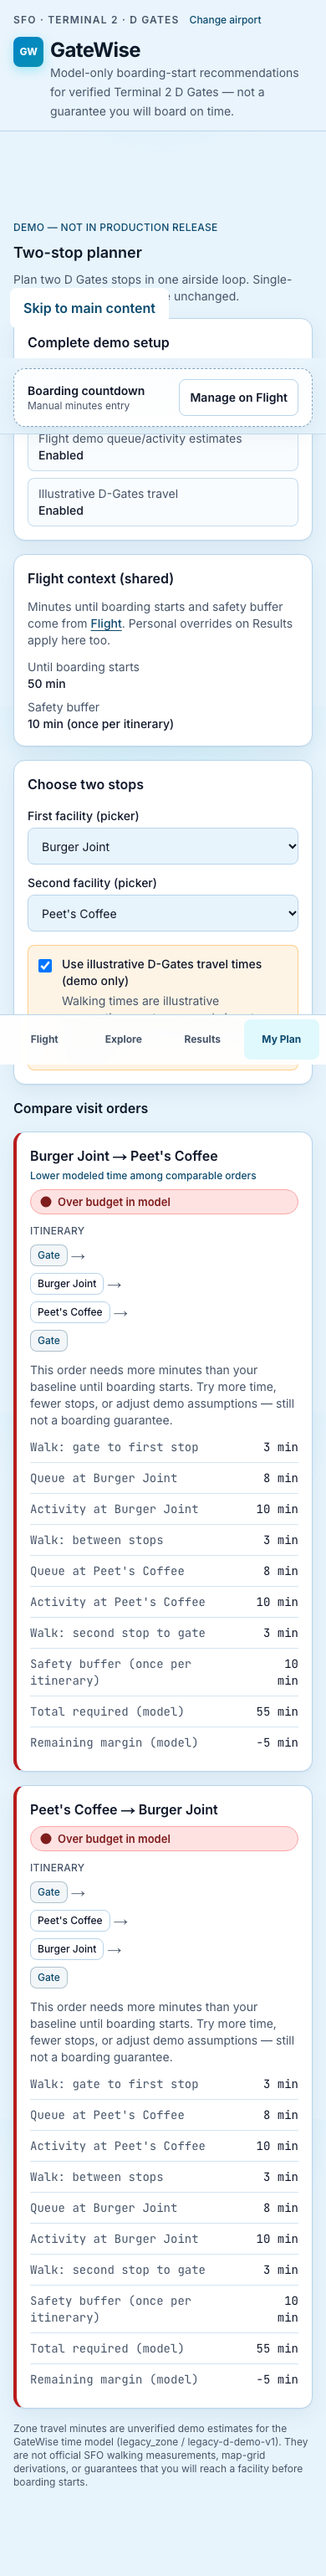 SFO · TERMINAL 2 · D GATES Change airport
GW GateWise
Model-only boarding-start recommendations
for verified Terminal 2 D Gates — not a
guarantee you will board on time.
DEMO — NOT IN PRODUCTION RELEASE
Two-stop planner
Plan two D Gates stops in one airside loop. Single-
unchanged.
Skip to main content
Complete demo setup
Boarding countdown
Manual minutes entry
Manage on Flight
Flight demo queue/activity estimates
Enabled
Illustrative D-Gates travel
Enabled
Flight context (shared)
Minutes until boarding starts and safety buffer
come from Flight. Personal overrides on Results
apply here too.
Until boarding starts
50 min
Safety buffer
10 min (once per itinerary)
Choose two stops
First facility (picker)
Burger Joint
Second facility (picker)
Peet's Coffee
Use illustrative D-Gates travel times
(demo only)
Walking times are illustrative
Flight Explore Results My Plan
Compare visit orders
Burger Joint → Peet's Coffee
Lower modeled time among comparable orders
Over budget in model
ITINERARY
Gate →
Burger Joint →
Peet's Coffee →
Gate
This order needs more minutes than your
baseline until boarding starts. Try more time,
fewer stops, or adjust demo assumptions — still
not a boarding guarantee.
Walk: gate to first stop 3 min
Queue at Burger Joint 8 min
Activity at Burger Joint 10 min
Walk: between stops 3 min
Queue at Peet's Coffee 8 min
Activity at Peet's Coffee 10 min
Walk: second stop to gate 3 min
Safety buffer (once per 10
itinerary) min
Total required (model) 55 min
Remaining margin (model) -5 min
Peet's Coffee → Burger Joint
Over budget in model
ITINERARY
Gate →
Peet's Coffee →
Burger Joint →
Gate
This order needs more minutes than your
baseline until boarding starts. Try more time,
fewer stops, or adjust demo assumptions — still
not a boarding guarantee.
Walk: gate to first stop 3 min
Queue at Peet's Coffee 8 min
Activity at Peet's Coffee 10 min
Walk: between stops 3 min
Queue at Burger Joint 8 min
Activity at Burger Joint 10 min
Walk: second stop to gate 3 min
Safety buffer (once per 10
itinerary) min
Total required (model) 55 min
Remaining margin (model) -5 min
Zone travel minutes are unverified demo estimates for the
GateWise time model (legacy_zone / legacy-d-demo-v1). They
are not official SFO walking measurements, map-grid
derivations, or guarantees that you will reach a facility before
boarding starts.